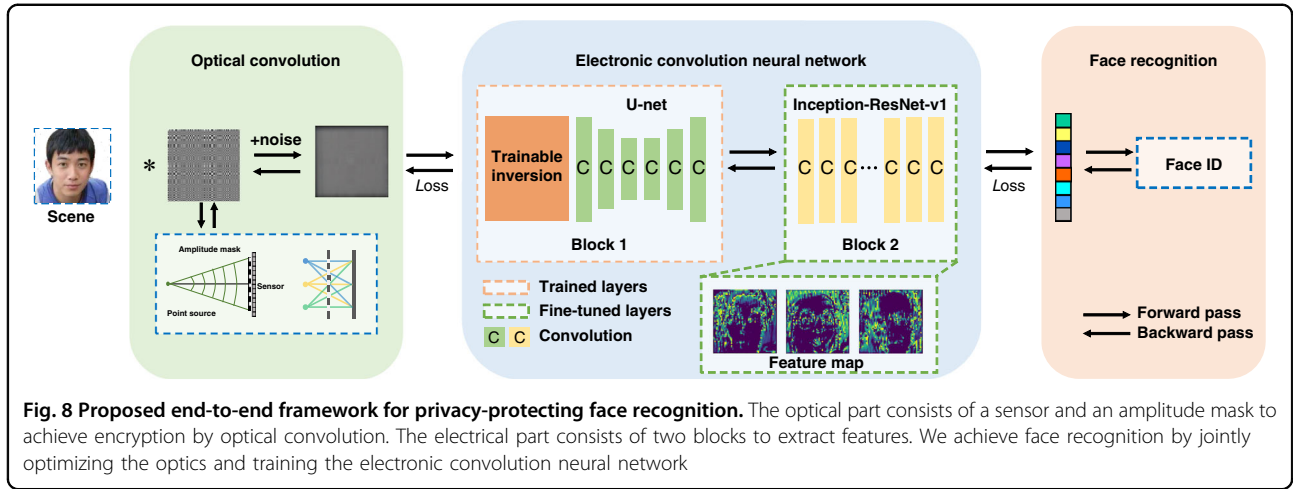 Optical convolution
Electronic convolution neural network
Face recognition
Scene
*
+noise
Loss
Amplitude mask
Sensor
Point source
U-net
Trainable
inversion
C C C C C C
Block 1
Inception-ResNet-v1
C C C ... C C C
Block 2
Trained layers
Fine-tuned layers
C C Convolution
Feature map
Loss
Face ID
Forward pass
Backward pass
Fig. 8 Proposed end-to-end framework for privacy-protecting face recognition. The optical part consists of a sensor and an amplitude mask to
achieve encryption by optical convolution. The electrical part consists of two blocks to extract features. We achieve face recognition by jointly
optimizing the optics and training the electronic convolution neural network